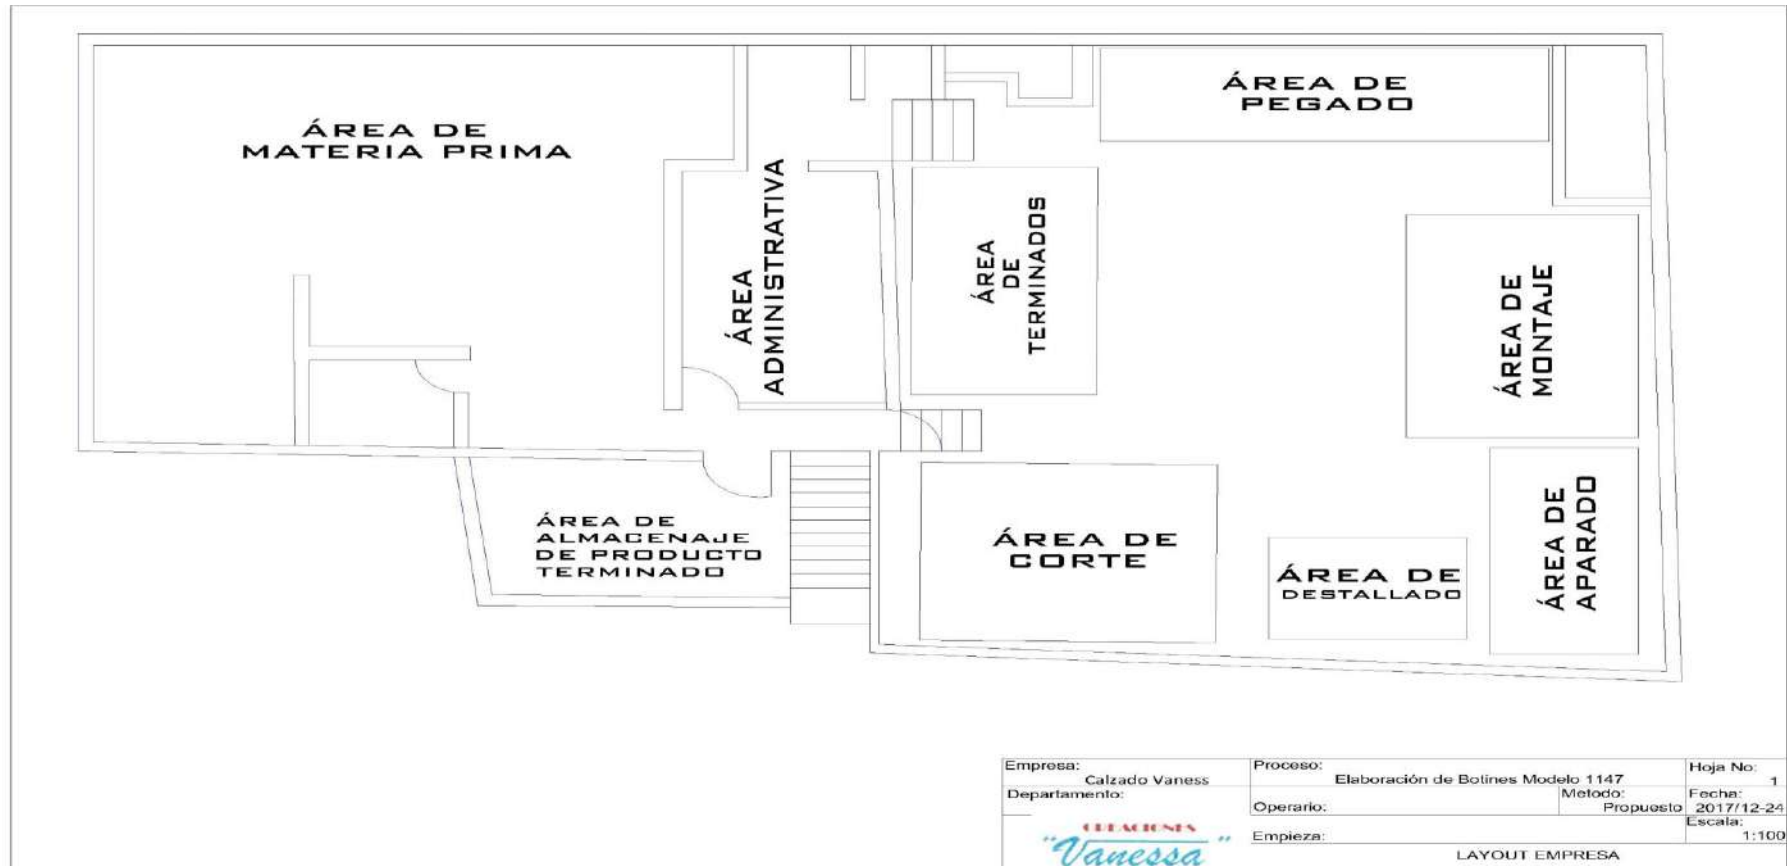 ÁREA DE
MATERIA PRIMA
ÁREA
ADMINISTRATIVA
ÁREA DE
PEGADO
ÁREA
DE
TERMINADOS
ÁREA DE
MONTAJE
ÁREA DE
ALMACENAJE
DE PRODUCTO
TERMINADO
ÁREA DE
CORTE
ÁREA DE
DESTALLADO
ÁREA DE
APARADO
Empresa:
Calzado Vaness
Proceso:
Elaboración de Botines Modelo 1147
Hoja No:
1
Departamento:
Operario:
Metodo:
Propuesto
Fecha:
2017/12-24
CREACIONES
"Vanessa"
Empieza:
Escala:
1:100
LAYOUT EMPRESA